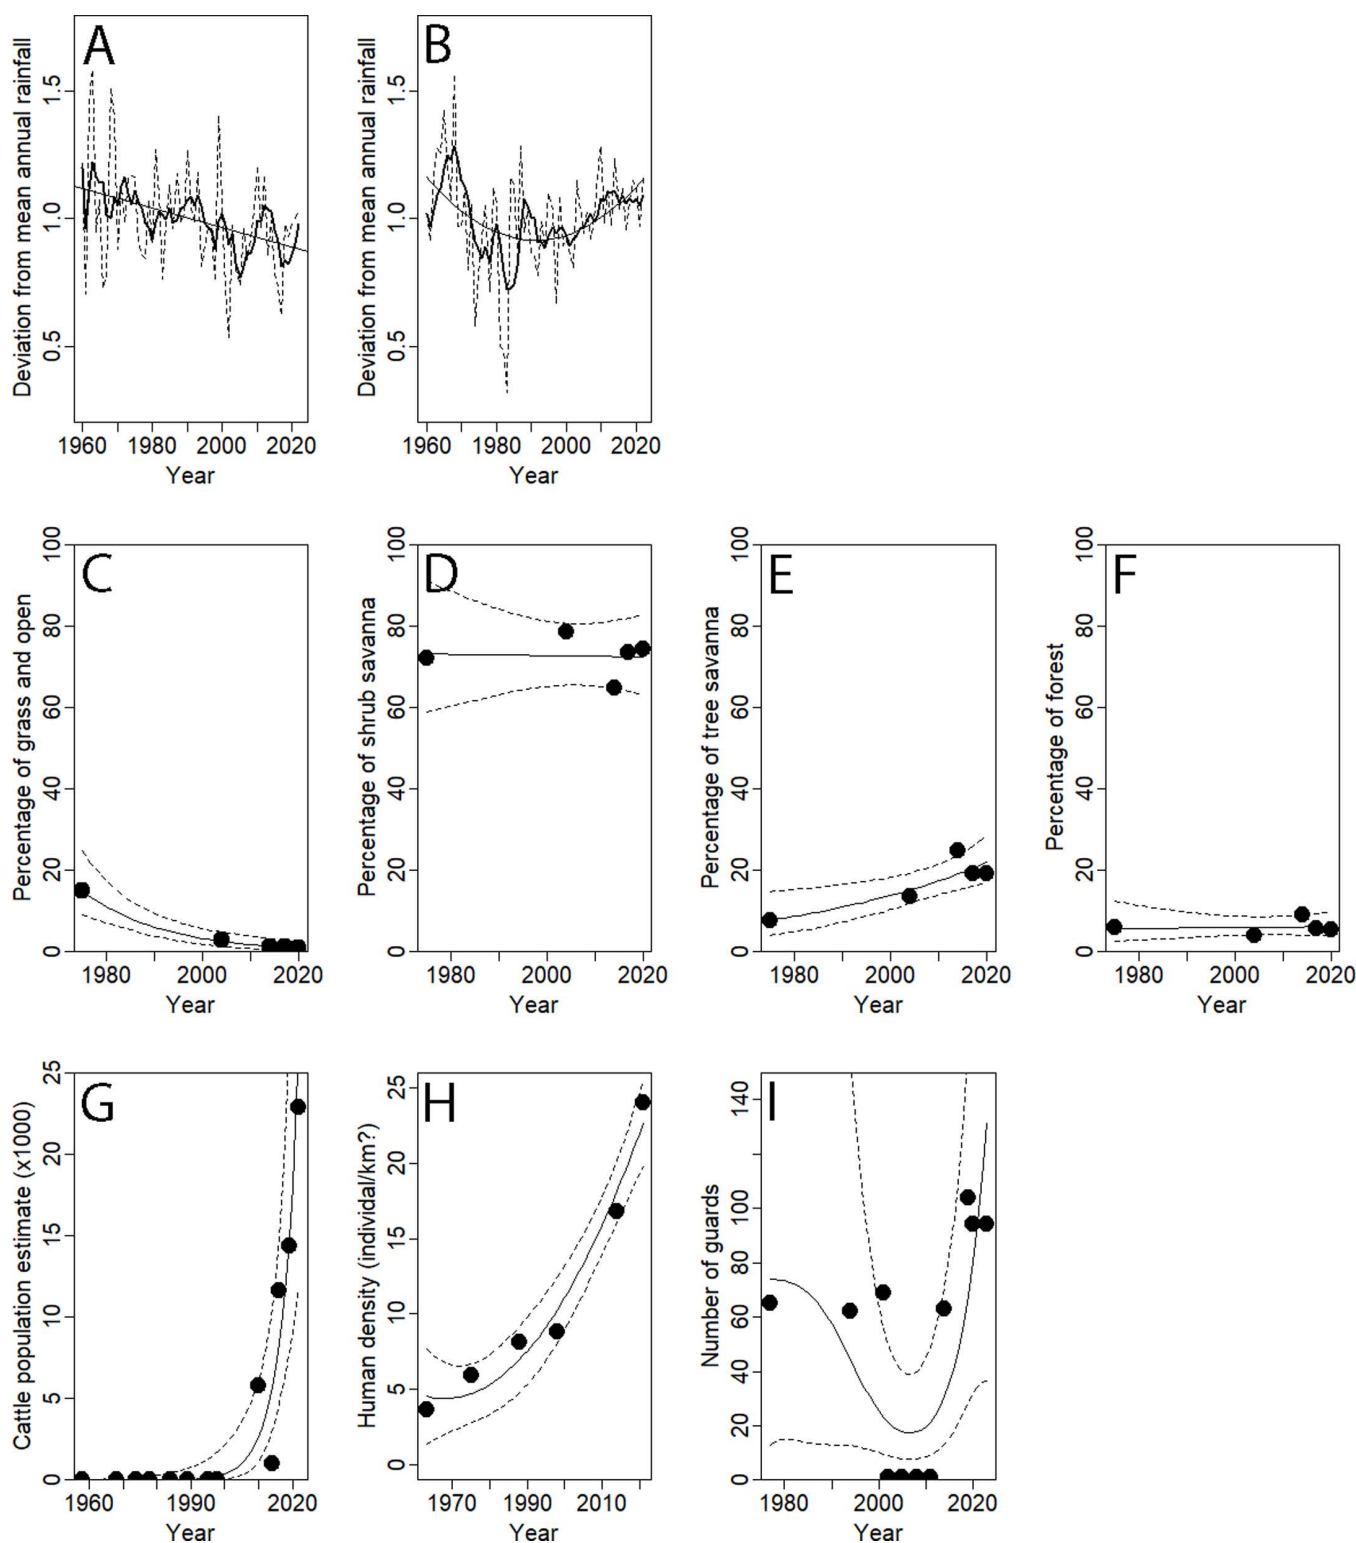 A
B
Deviation from mean annual rainfall
0.5 1.0 1.5
1960 1980 2000 2020
Year
Deviation from mean annual rainfall
0.5 1.0 1.5
1960 1980 2000 2020
Year
C
Percentage of grass and open
0 20 40 60 80 100
1980 2000 2020
Year
D
Percentage of shrub savanna
0 20 40 60 80 100
1980 2000 2020
Year
E
Percentage of tree savanna
0 20 40 60 80 100
1980 2000 2020
Year
F
Percentage of forest
0 20 40 60 80 100
1980 2000 2020
Year
G
Cattle population estimate (x1000)
0 5 10 15 20 25
1960 1990 2020
Year
H
Human density (individal/km?)
0 5 10 15 20 25
1970 1990 2010
Year
I
Number of guards
0 20 40 60 80 100 140
1980 2000 2020
Year